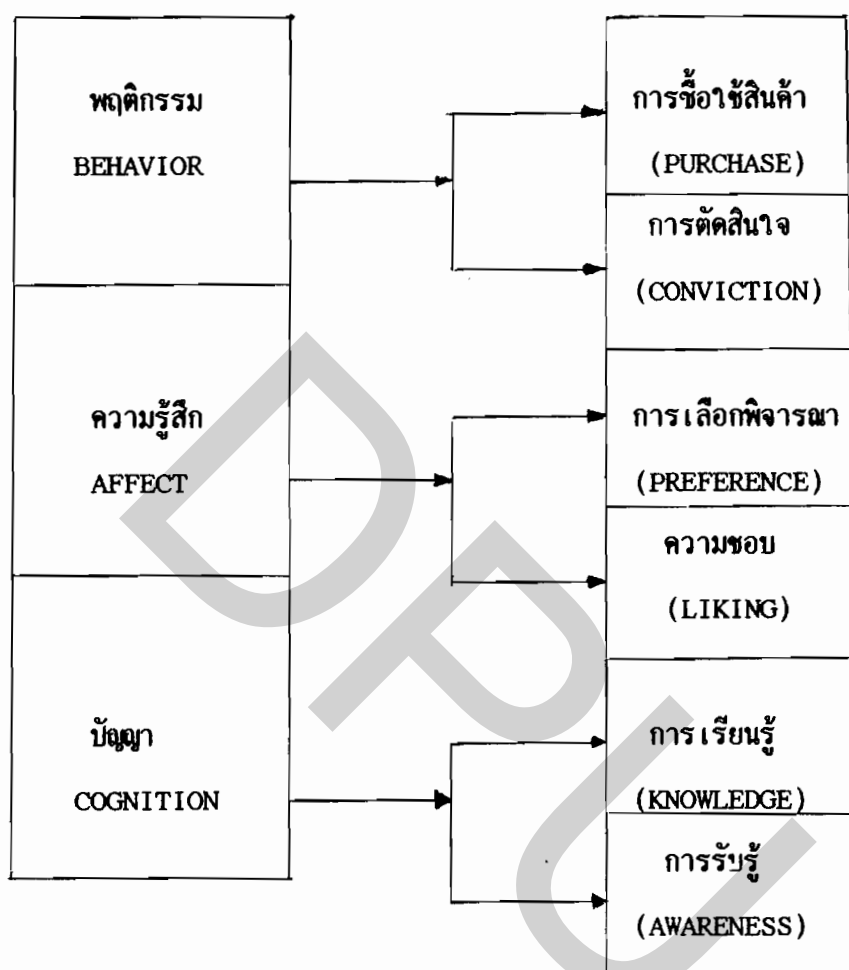 พฤติกรรม
BEHAVIOR
การซื้อใช้สินค้า
(PURCHASE)
การตัดสินใจ
(CONVICTION)
ความรู้สึก
AFFECT
การเลือกพิจารณา
(PREFERENCE)
ความชอบ
(LIKING)
ปัญญา
COGNITION
การเรียนรู้
(KNOWLEDGE)
การรับรู้
(AWARENESS)
DPU